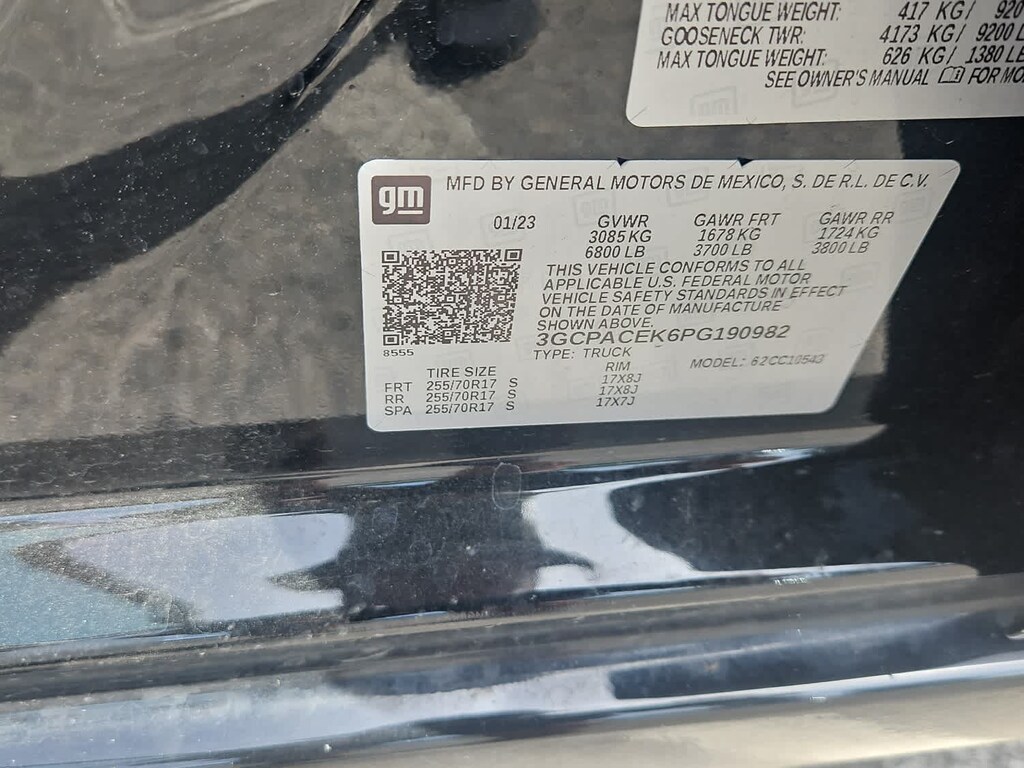 MAX TONGUE WEIGHT: 417 KG/ 920
GOOSENECK TWR: 4173 KG/ 9200 L
MAX TONGUE WEIGHT: 626 KG/ 1380 LB
SEE OWNER'S MANUAL FOR MO
gm
MFD BY GENERAL MOTORS DE MEXICO, S. DE R.L. DE C.V.
01/23 GVWR GAWR FRT GAWR RR
3085 KG 1678 KG 1724 KG
6800 LB 3700 LB 3800 LB
THIS VEHICLE CONFORMS TO ALL
APPLICABLE U.S. FEDERAL MOTOR
VEHICLE SAFETY STANDARDS IN EFFECT
ON THE DATE OF MANUFACTURE
SHOWN ABOVE.
3GCPACEK6PG190982
8555
TYPE: TRUCK MODEL: 62CC10543
TIRE SIZE RIM
FRT 255/70R17 S 17X8J
RR 255/70R17 S 17X8J
SPA 255/70R17 S 17X7J